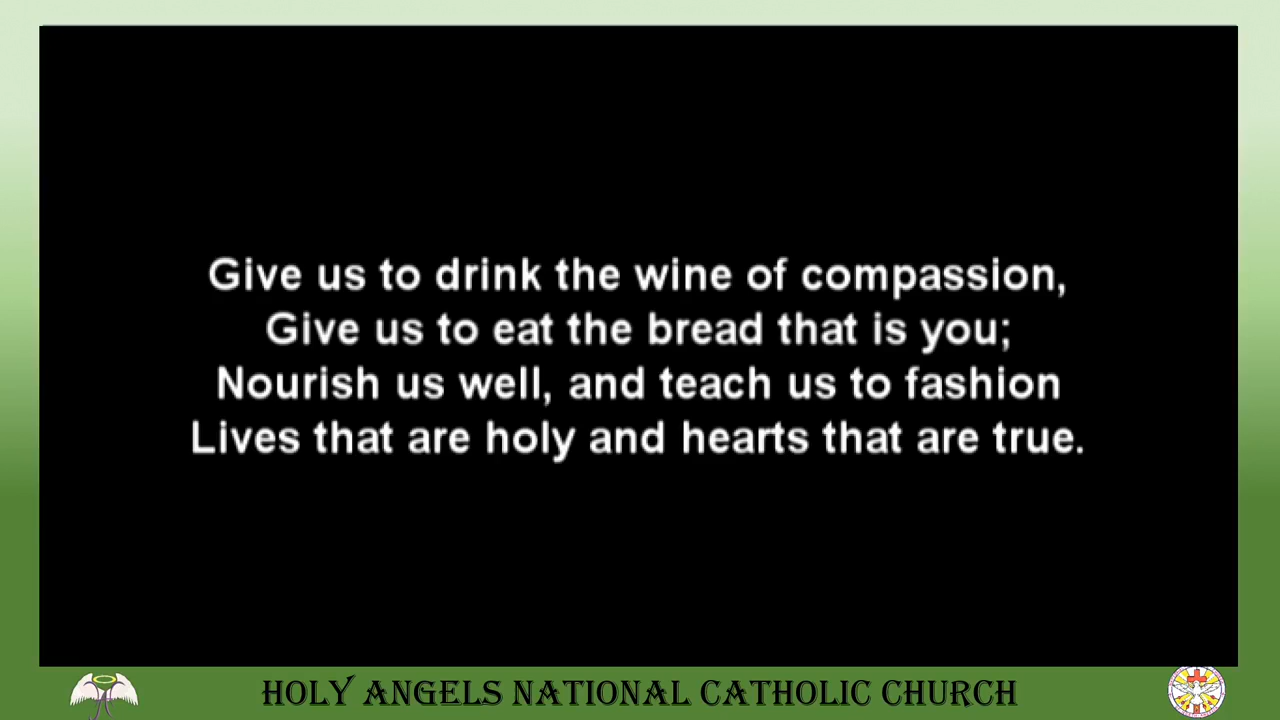 Give us to drink the wine of compassion,
Give us to eat the bread that is you;
Nourish us well, and teach us to fashion
Lives that are holy and hearts that are true.
HOLY ANGELS NATIONAL CATHOLIC CHURCH